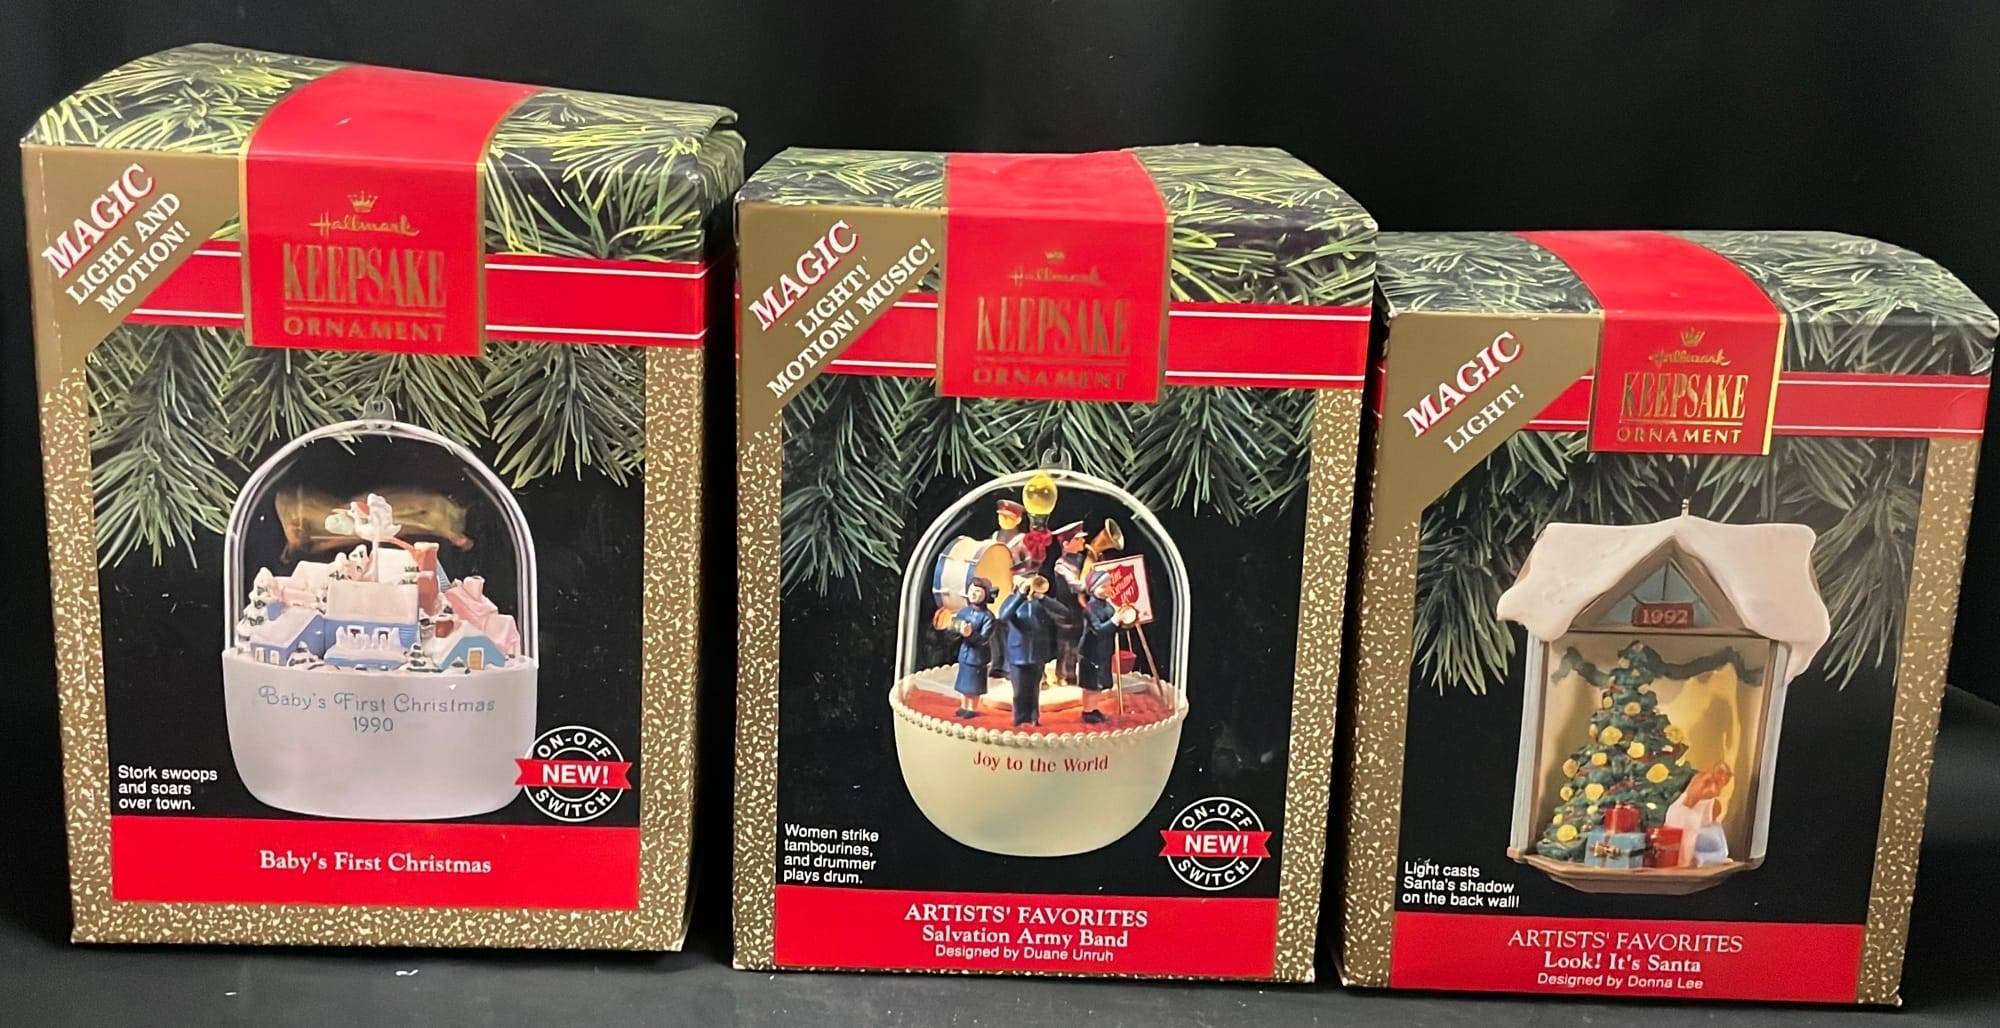 MAGIC
LIGHT AND
MOTION!
Hallmark
KEEPSAKE
ORNAMENT
Baby's First Christmas
1990
Stork swoops
and soars
over town.
ON-OFF
NEW!
SWITCH
Baby's First Christmas
MAGIC
LIGHT!
MOTION! MUSIC!
Hallmark
KEEPSAKE
ORNAMENT
THE
SALVATION
ARMY
Joy to the World
Women strike
tambourines,
and drummer
plays drum.
ON-OFF
NEW!
SWITCH
ARTISTS' FAVORITES
Salvation Army Band
Designed by Duane Unruh
MAGIC
LIGHT!
Hallmark
KEEPSAKE
ORNAMENT
1992
Light casts
Santa's shadow
on the back wall!
ARTISTS' FAVORITES
Look! It's Santa
Designed by Donna Lee